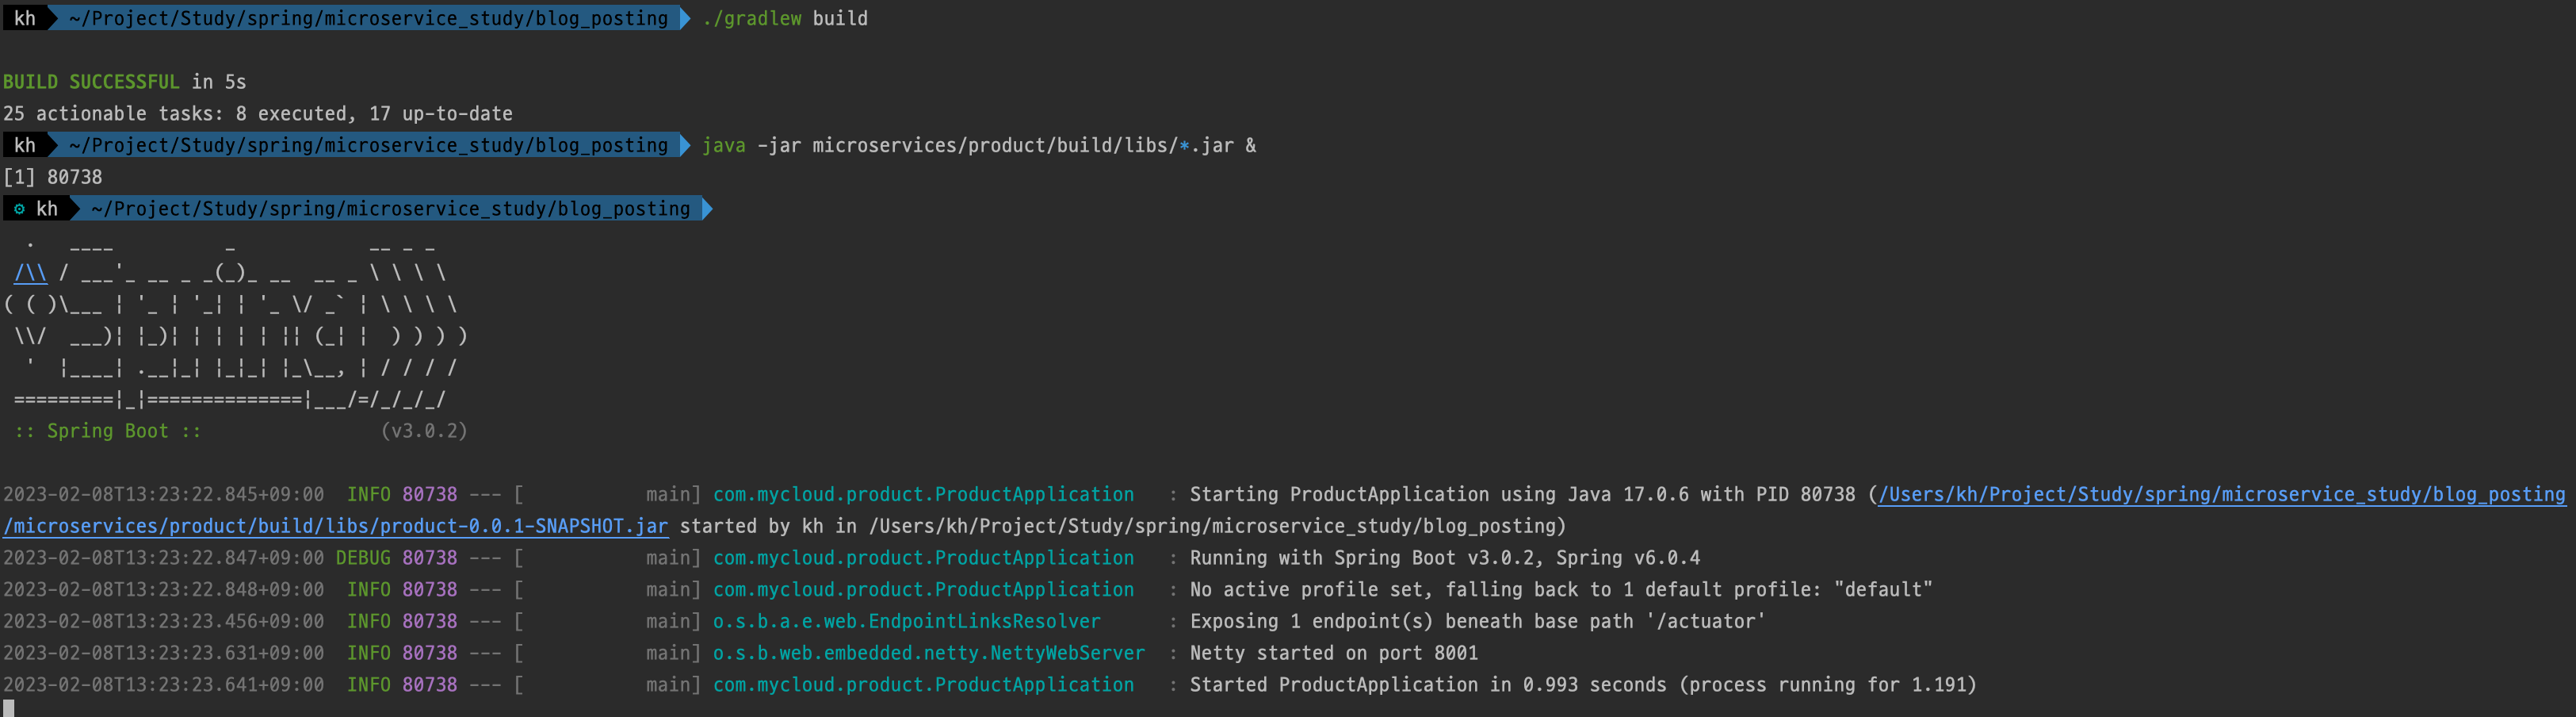 kh ~/Project/Study/spring/microservice_study/blog_posting ./gradlew build
BUILD SUCCESSFUL in 5s
25 actionable tasks: 8 executed, 17 up-to-date
kh ~/Project/Study/spring/microservice_study/blog_posting java -jar microservices/product/build/libs/*.jar &
[1] 80738
⚙ kh ~/Project/Study/spring/microservice_study/blog_posting
  .   ____          _            __ _ _
 /\\ / ___'_ __ _ _(_)_ __  __ _ \ \ \ \
( ( )\___ | '_ | '_| | '_ \/ _` | \ \ \ \
 \\/  ___)| |_)| | | | | || (_| |  ) ) ) )
  '  |____| .__|_| |_|_| |_\__, | / / / /
 =========|_|==============|___/=/_/_/_/
 :: Spring Boot ::                (v3.0.2)
2023-02-08T13:23:22.845+09:00  INFO 80738 --- [           main] com.mycloud.product.ProductApplication   : Starting ProductApplication using Java 17.0.6 with PID 80738 (/Users/kh/Project/Study/spring/microservice_study/blog_posting
/microservices/product/build/libs/product-0.0.1-SNAPSHOT.jar started by kh in /Users/kh/Project/Study/spring/microservice_study/blog_posting)
2023-02-08T13:23:22.847+09:00 DEBUG 80738 --- [           main] com.mycloud.product.ProductApplication   : Running with Spring Boot v3.0.2, Spring v6.0.4
2023-02-08T13:23:22.848+09:00  INFO 80738 --- [           main] com.mycloud.product.ProductApplication   : No active profile set, falling back to 1 default profile: "default"
2023-02-08T13:23:23.456+09:00  INFO 80738 --- [           main] o.s.b.a.e.web.EndpointLinksResolver      : Exposing 1 endpoint(s) beneath base path '/actuator'
2023-02-08T13:23:23.631+09:00  INFO 80738 --- [           main] o.s.b.web.embedded.netty.NettyWebServer  : Netty started on port 8001
2023-02-08T13:23:23.641+09:00  INFO 80738 --- [           main] com.mycloud.product.ProductApplication   : Started ProductApplication in 0.993 seconds (process running for 1.191)